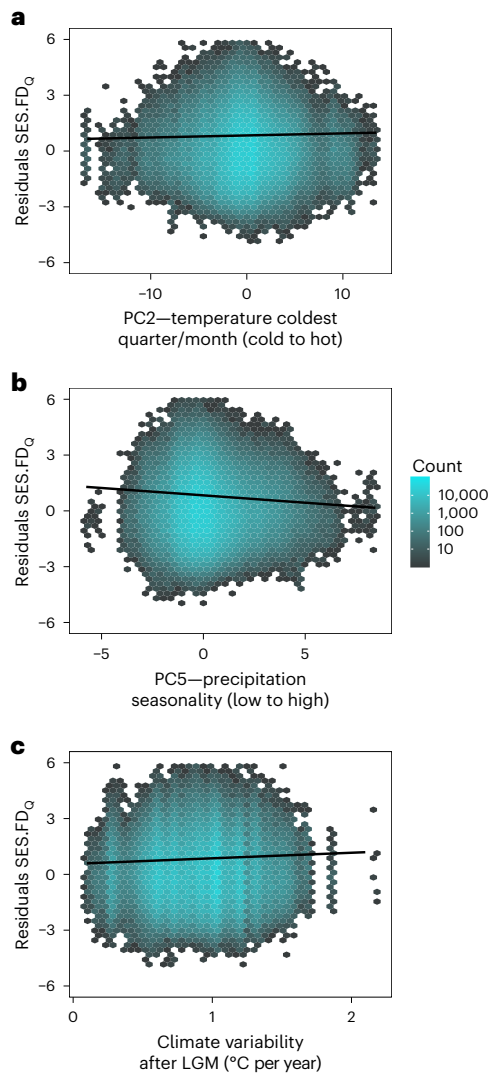 a
Residuals SES.FDQ
6
3
0
−3
−6
−10 0 10
PC2—temperature coldest
quarter/month (cold to hot)
b
Residuals SES.FDQ
6
3
0
−3
−6
−5 0 5
PC5—precipitation
seasonality (low to high)
Count
10,000
1,000
100
10
c
Residuals SES.FDQ
6
3
0
−3
−6
0 1 2
Climate variability
after LGM (°C per year)